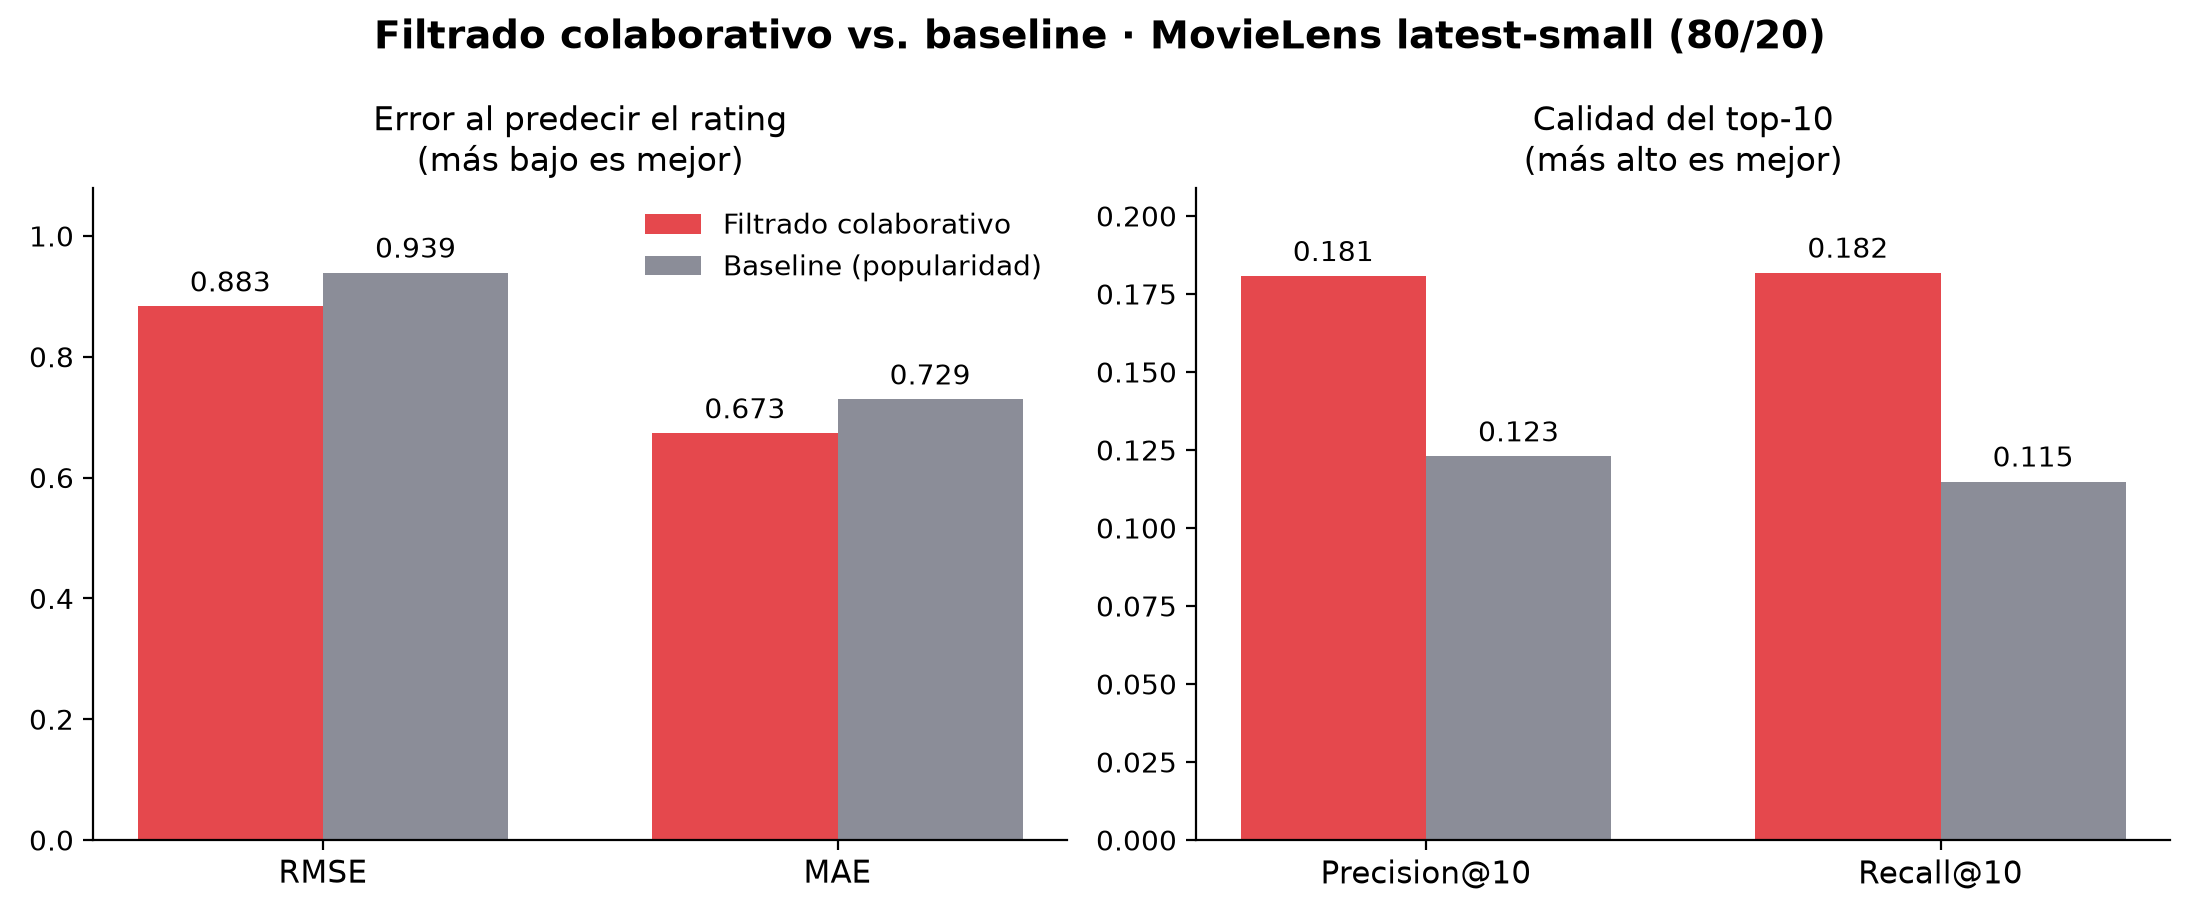 Filtrado colaborativo vs. baseline · MovieLens latest-small (80/20)
Error al predecir el rating
(más bajo es mejor)
1.0
0.8
0.6
0.4
0.2
0.0
0.883
0.939
0.673
0.729
Filtrado colaborativo
Baseline (popularidad)
RMSE
MAE
Calidad del top-10
(más alto es mejor)
0.200
0.175
0.150
0.125
0.100
0.075
0.050
0.025
0.000
0.181
0.123
0.182
0.115
Precision@10
Recall@10